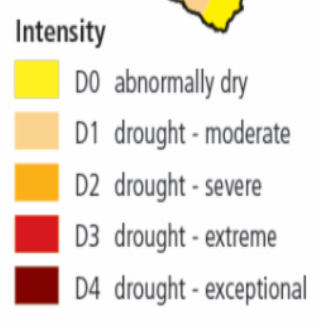 Intensity
D0 abnormally dry
D1 drought - moderate
D2 drought - severe
D3 drought - extreme
D4 drought - exceptional